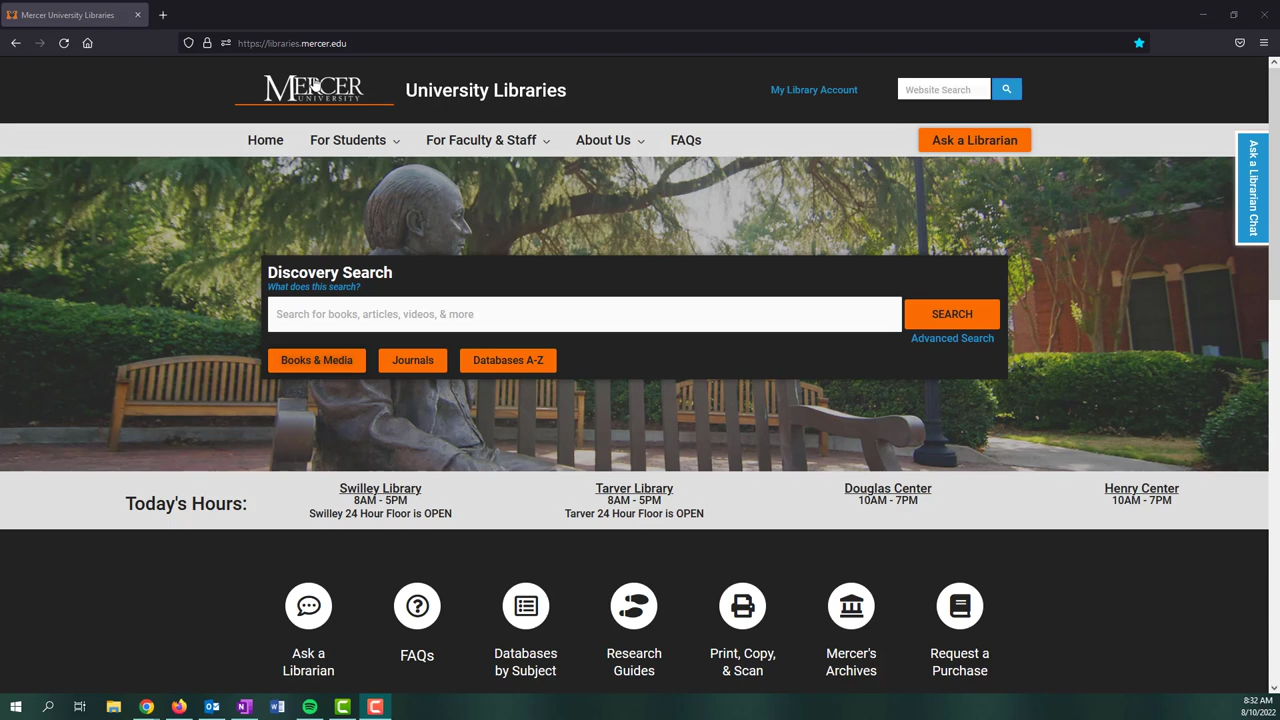 Mercer University Libraries
https://libraries.mercer.edu
MERCER
UNIVERSITY
University Libraries
My Library Account
Website Search
Home
For Students
For Faculty & Staff
About Us
FAQs
Ask a Librarian
Ask a Librarian Chat
Discovery Search
What does this search?
Search for books, articles, videos, & more
SEARCH
Advanced Search
Books & Media
Journals
Databases A-Z
Today's Hours:
Swilley Library
8AM - 5PM
Swilley 24 Hour Floor is OPEN
Tarver Library
8AM - 5PM
Tarver 24 Hour Floor is OPEN
Douglas Center
10AM - 7PM
Henry Center
10AM - 7PM
Ask a
Librarian
FAQs
Databases
by Subject
Research
Guides
Print, Copy,
& Scan
Mercer's
Archives
Request a
Purchase
8:32 AM
8/10/2022